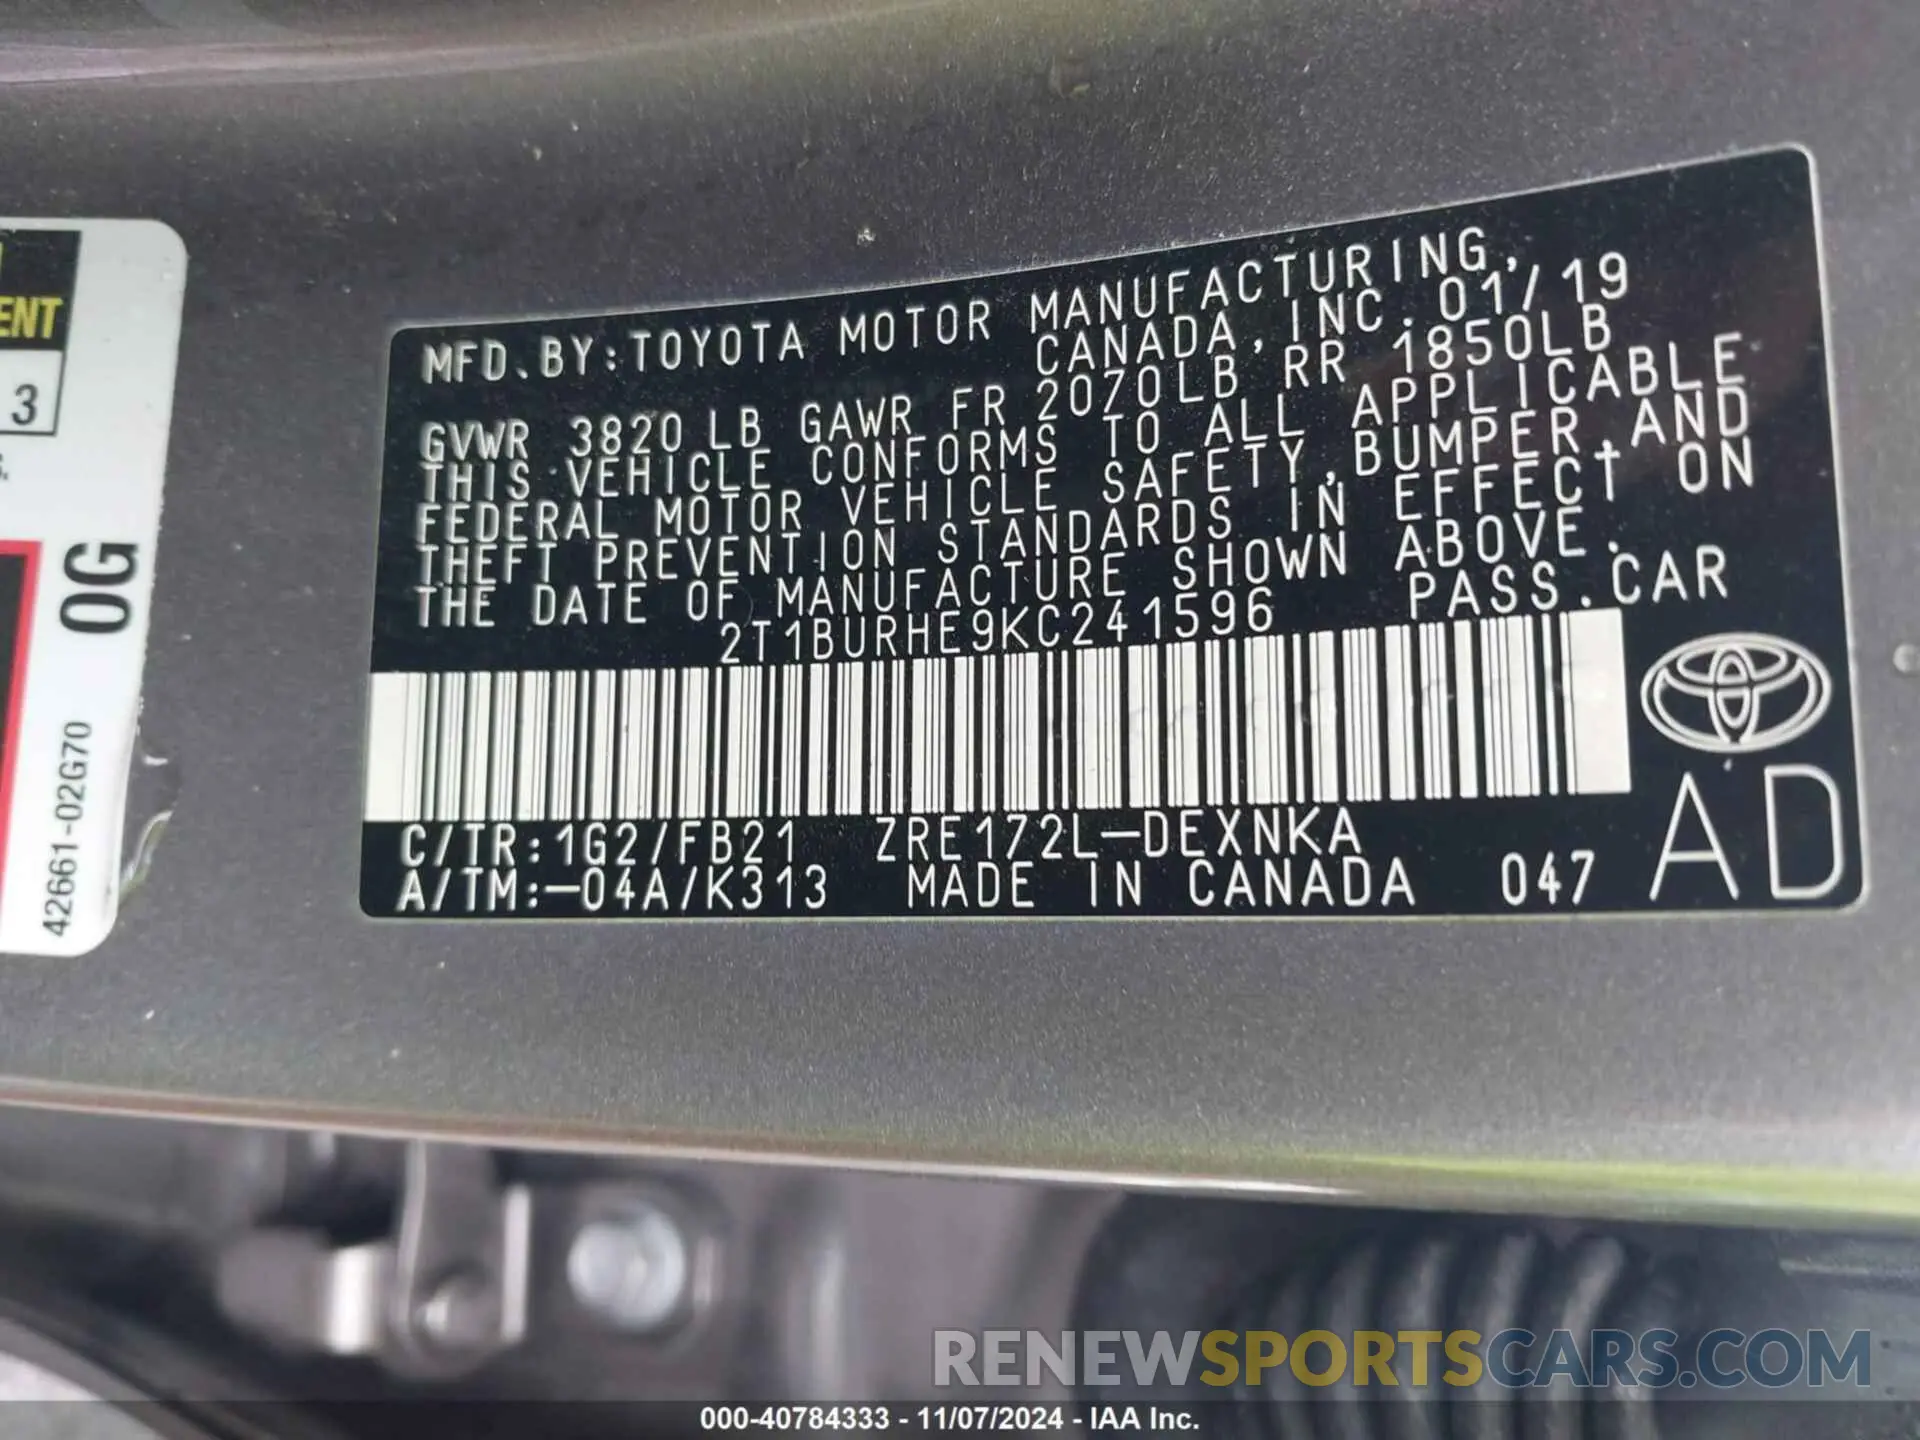 MFD.BY:TOYOTA MOTOR MANUFACTURING,
CANADA,INC.01/19
GVWR 3820 LB GAWR FR 2070LB RR 1850LB
THIS VEHICLE CONFORMS TO ALL APPLICABLE
FEDERAL MOTOR VEHICLE SAFETY,BUMPER,AND
THEFT PREVENTION STANDARDS IN EFFECT ON
THE DATE OF MANUFACTURE SHOWN ABOVE.
2T1BURHE9KC241596 PASS.CAR
C/TR:1G2/FB21 ZRE172L-DEXNKA
A/TM:-04A/K313 MADE IN CANADA 047
AD
3
0G
42661-02G70
RENEWSPORTSCARS.COM
000-40784333 - 11/07/2024 - IAA Inc.